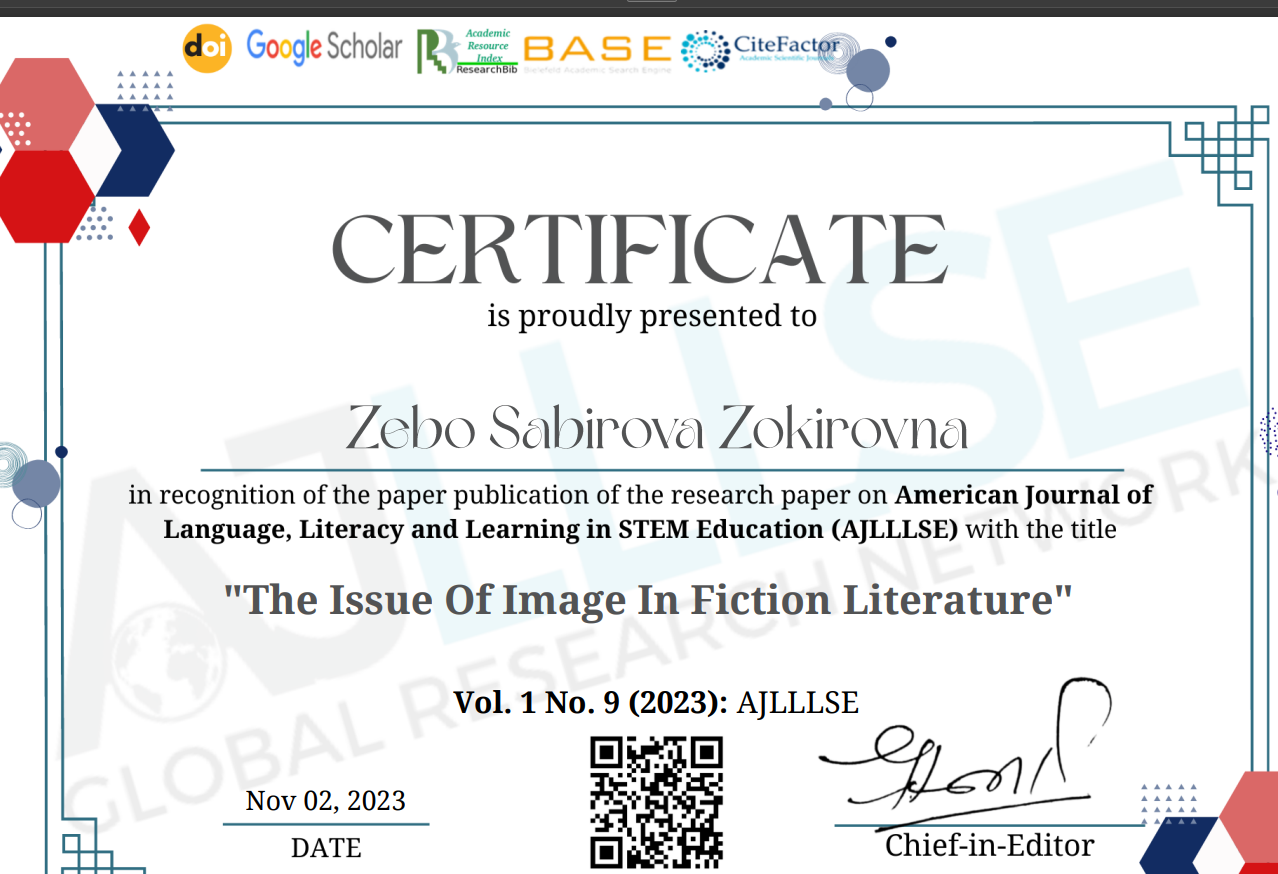 doi Google Scholar Academic Resource Index ResearchBib BASE Bielefeld Academic Search Engine CiteFactor Academic Scientific
CERTIFICATE
is proudly presented to
Zebo Sabirova Zokirovna
in recognition of the paper publication of the research paper on American Journal of
Language, Literacy and Learning in STEM Education (AJLLLSE) with the title
"The Issue Of Image In Fiction Literature"
Vol. 1 No. 9 (2023): AJLLLSE
Nov 02, 2023
DATE
Chief-in-Editor
AJLLLSE
GLOBAL RESEARCH NETWORK